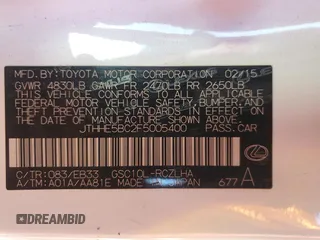 MFD. BY: TOYOTA MOTOR CORPORATION 02/15
GVWR 4830LB GAWR FR 2470LB RR 2650LB
THIS VEHICLE CONFORMS TO ALL APPLICABLE
FEDERAL MOTOR VEHICLE SAFETY, BUMPER, AND
THEFT PREVENTION STANDARDS IN EFFECT ON THE
DATE OF MANUFACTURE SHOWN ABOVE.
JTHHE5BC2F5005400 PASS.CAR
C/TR: 083/EB33 GSC10L-RCZLHA
A/TM: A01A/AA81E MADE IN JAPAN 677 A
DREAMBID